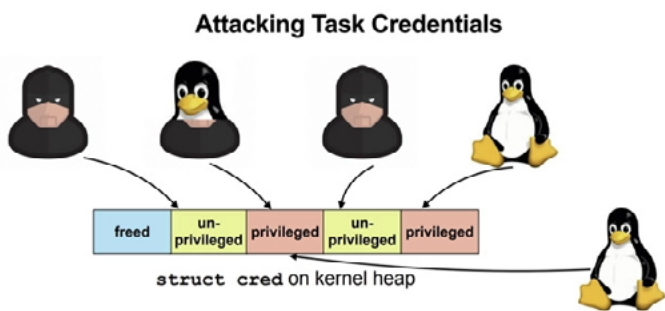 Attacking Task Credentials
freed
un-
privileged
privileged
un-
privileged
privileged
struct cred on kernel heap